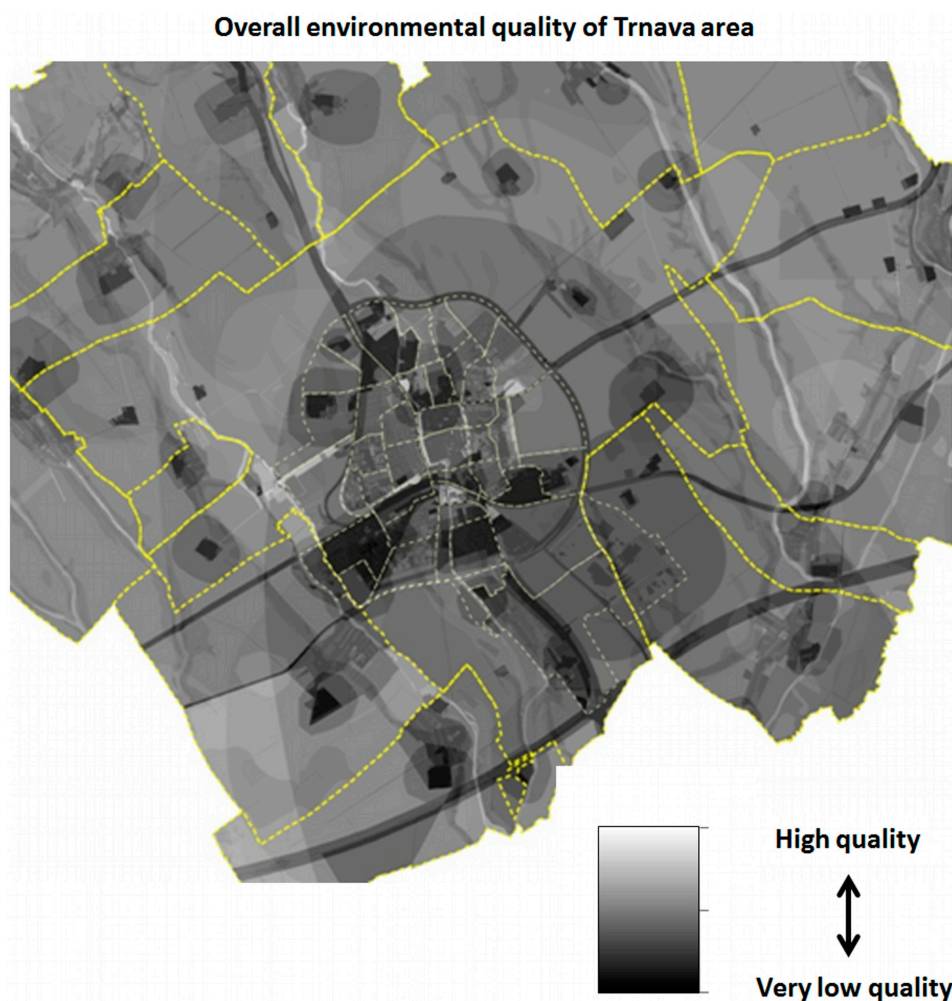 Overall environmental quality of Trnava area
High quality
Very low quality